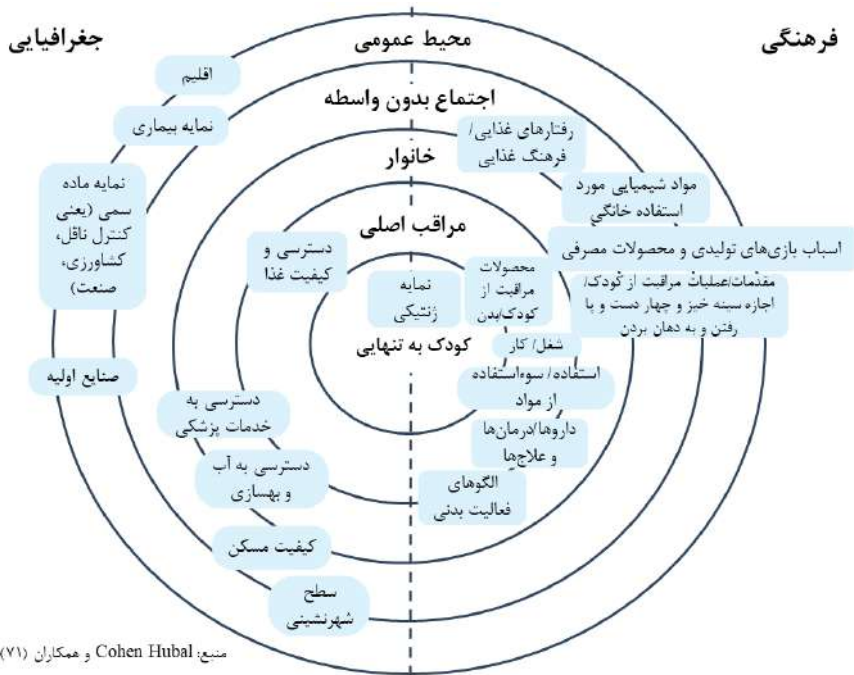 فرهنگی
جغرافیایی
محیط عمومی
اقلیم
اجتماع بدون واسطه
نمایه بیماری
رفتارهای غذایی/
فرهنگ غذایی
خانوار
مواد شیمیایی مورد
استفاده خانگی
نمایه ماده
سمی (یعنی
کنترل ناقل،
کشاورزی،
صنعت)
مراقب اصلی
اسباب بازی‌های تولیدی و محصولات مصرفی
دسترسی و
کیفیت غذا
محصولات
مراقبت از
کودک/بدن
نمایه
ژنتیکی
مقدمات/عملیات مراقبت از کودک/
اجازه سینه خیز و چهار دست و پا
رفتن و به دهان بردن
کودک به تنهایی
شغل/ کار
صنایع اولیه
استفاده/ سوءاستفاده
از مواد
دسترسی به
خدمات پزشکی
داروها/درمان‌ها
و علاج‌ها
دسترسی به آب
و بهسازی
الگوهای
فعالیت بدنی
کیفیت مسکن
سطح
شهرنشینی
منبع: Cohen Hubal و همکاران (۷۱)